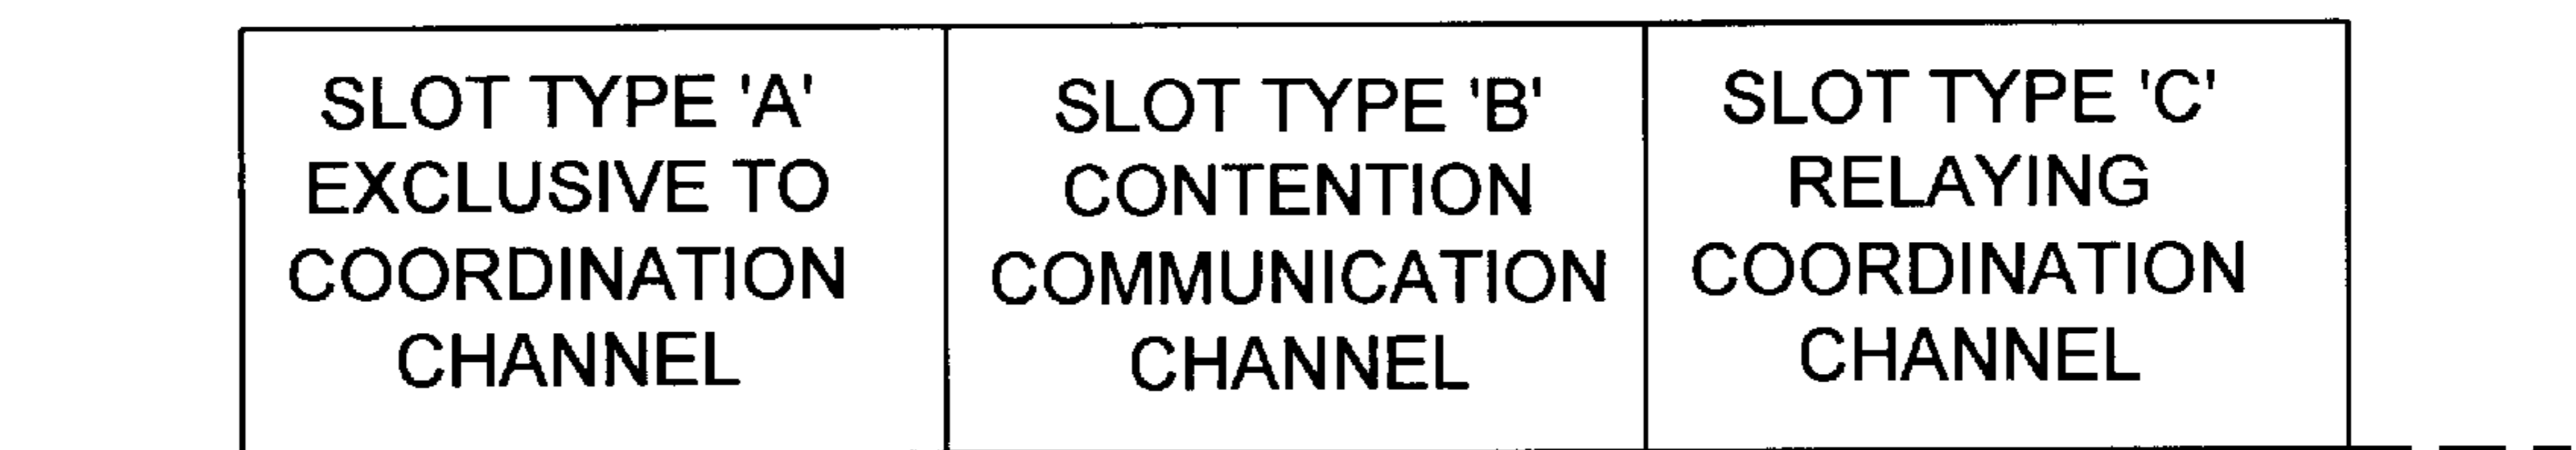 SLOT TYPE 'A'
EXCLUSIVE TO
COORDINATION
CHANNEL
SLOT TYPE 'B'
CONTENTION
COMMUNICATION
CHANNEL
SLOT TYPE 'C'
RELAYING
COORDINATION
CHANNEL